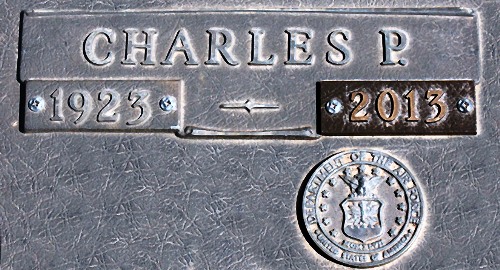 CHARLES P.
1923 2013
DEPARTMENT OF THE AIR FORCE
UNITED STATES OF AMERICA